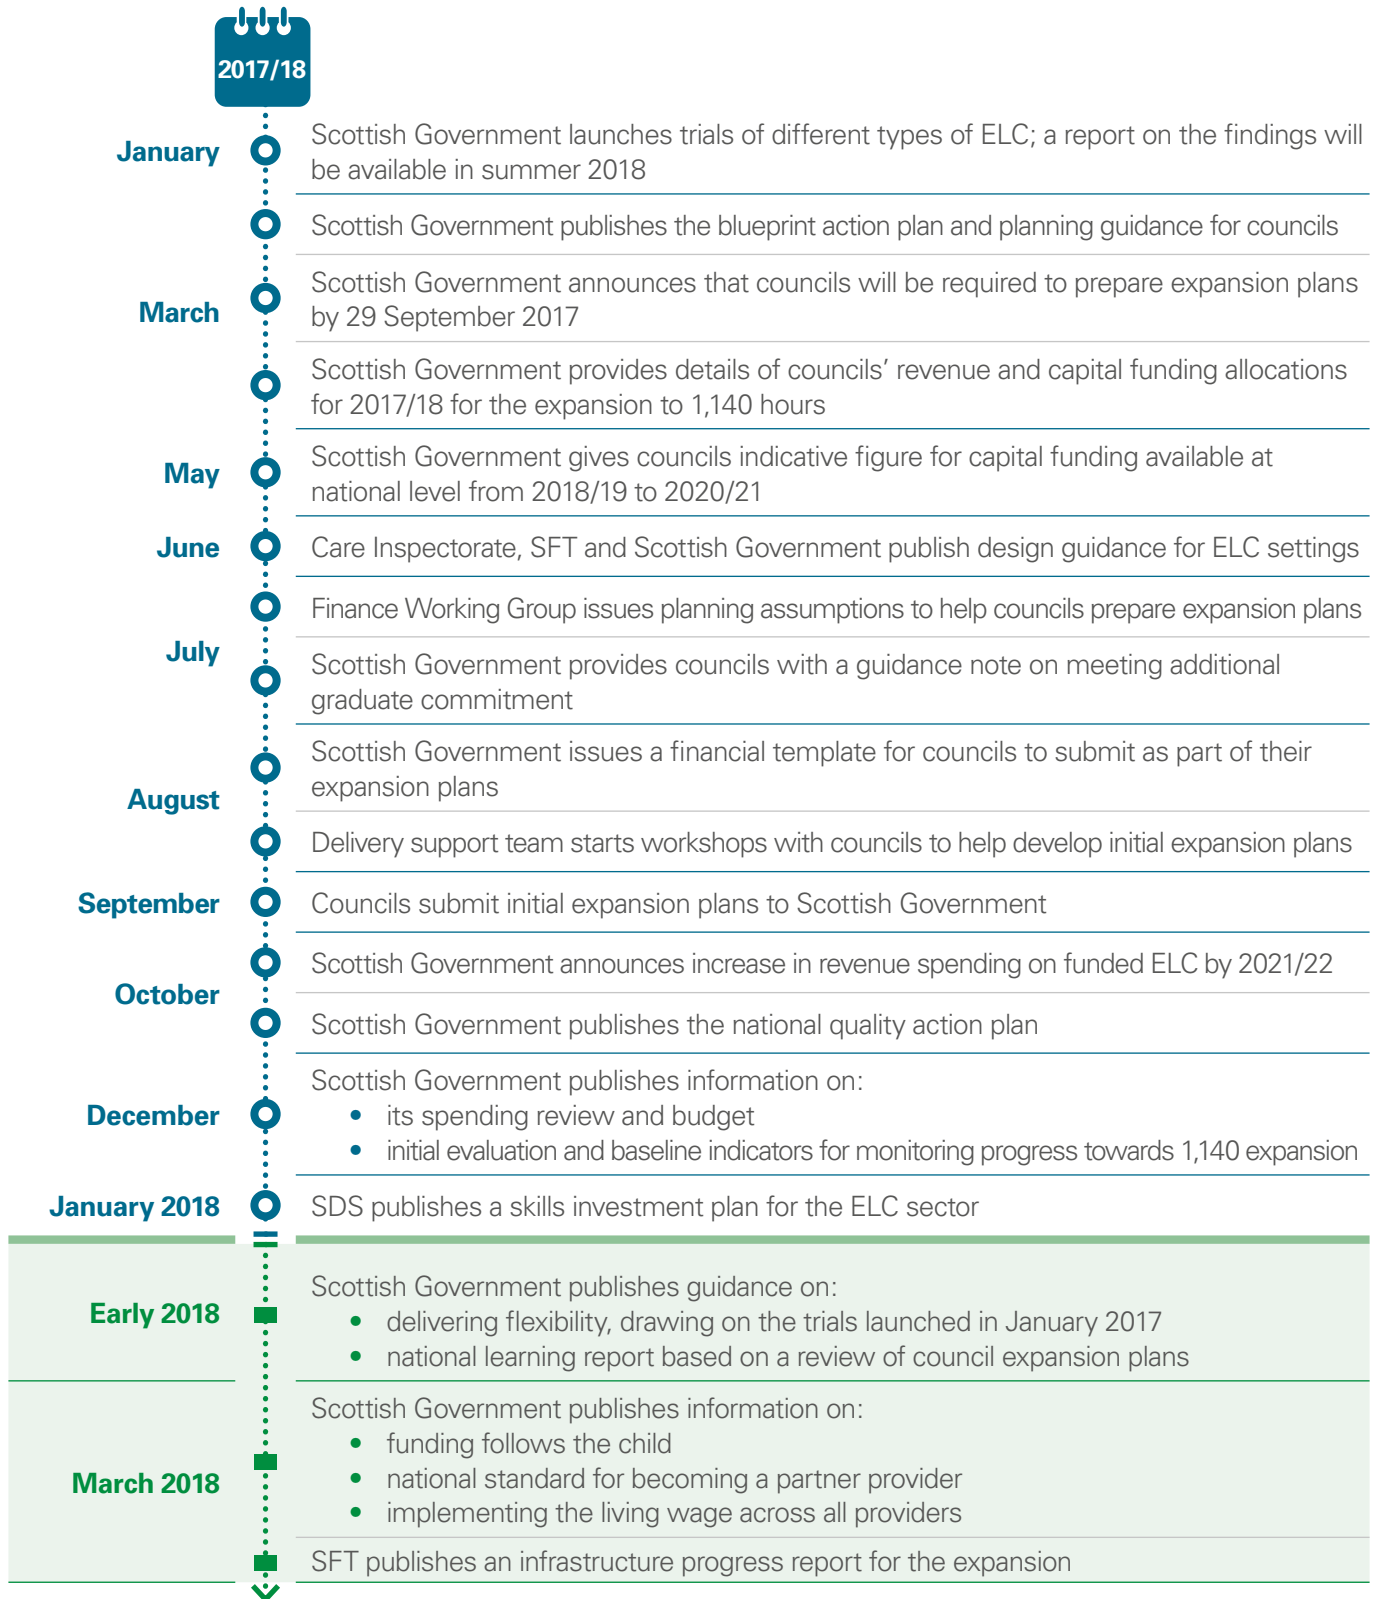 2017/18
January
Scottish Government launches trials of different types of ELC; a report on the findings will
be available in summer 2018
Scottish Government publishes the blueprint action plan and planning guidance for councils
March
Scottish Government announces that councils will be required to prepare expansion plans
by 29 September 2017
Scottish Government provides details of councils’ revenue and capital funding allocations
for 2017/18 for the expansion to 1,140 hours
May
Scottish Government gives councils indicative figure for capital funding available at
national level from 2018/19 to 2020/21
June
Care Inspectorate, SFT and Scottish Government publish design guidance for ELC settings
July
Finance Working Group issues planning assumptions to help councils prepare expansion plans
Scottish Government provides councils with a guidance note on meeting additional
graduate commitment
August
Scottish Government issues a financial template for councils to submit as part of their
expansion plans
Delivery support team starts workshops with councils to help develop initial expansion plans
September
Councils submit initial expansion plans to Scottish Government
October
Scottish Government announces increase in revenue spending on funded ELC by 2021/22
Scottish Government publishes the national quality action plan
December
Scottish Government publishes information on:
• its spending review and budget
• initial evaluation and baseline indicators for monitoring progress towards 1,140 expansion
January 2018
SDS publishes a skills investment plan for the ELC sector
Early 2018
Scottish Government publishes guidance on:
• delivering flexibility, drawing on the trials launched in January 2017
• national learning report based on a review of council expansion plans
March 2018
Scottish Government publishes information on:
• funding follows the child
• national standard for becoming a partner provider
• implementing the living wage across all providers
SFT publishes an infrastructure progress report for the expansion